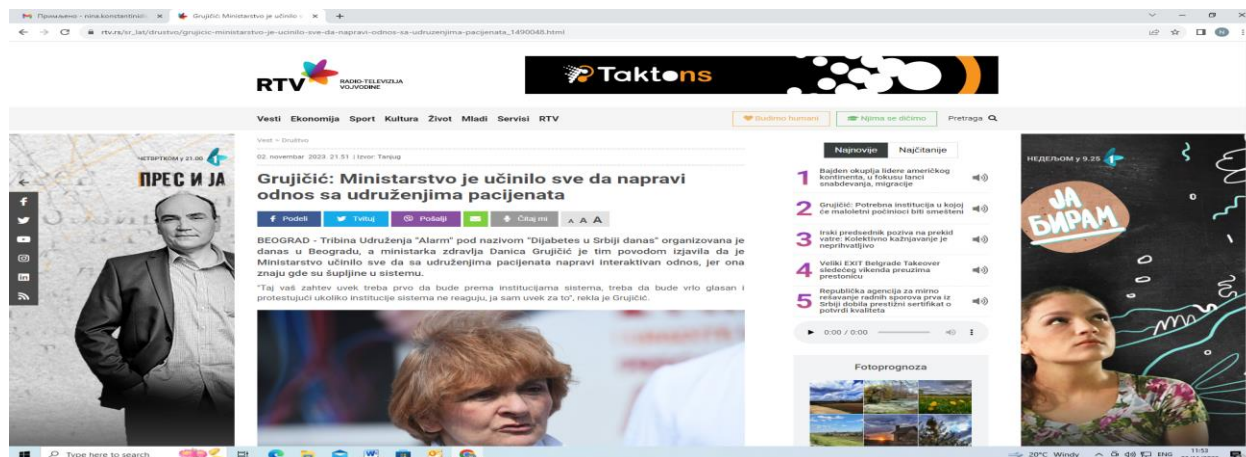 Примљено - nina.konstantinidi
Grujičić: Ministarstvo je učinilo s
rtv.rs/sr_lat/drustvo/grujicic-ministarstvo-je-ucinilo-sve-da-napravi-odnos-sa-udruzenjima-pacijenata_1490048.html
RTV
RADIO-TELEVIZIJA
VOJVODINE
Taktons
Vesti Ekonomija Sport Kultura Život Mladi Servisi RTV
Budimo humani
Njima se dičimo
Pretraga
Vesti > Društvo
02. novembar 2023. 21.51 | Izvor: Tanjug
Grujičić: Ministarstvo je učinilo sve da napravi
odnos sa udruženjima pacijenata
Podeli
Tvituj
Pošalji
Čitaj mi
A A A
BEOGRAD - Tribina Udruženja "Alarm" pod nazivom "Dijabetes u Srbiji danas" organizovana je
danas u Beogradu, a ministarka zdravlja Danica Grujičić je tim povodom izjavila da je
Ministarstvo učinilo sve da sa udruženjima pacijenata napravi interaktivan odnos, jer ona
znaju gde su šupljine u sistemu.
"Taj vaš zahtev uvek treba prvo da bude prema institucijama sistema, treba da bude vrlo glasan i
protestujući ukoliko institucije sistema ne reaguju, ja sam uvek za to", rekla je Grujičić.
Najnovije
Najčitanije
1
Bajden okuplja lidere američkog
kontinenta, u fokusu lanci
snabdevanja, migracije
2
Grujičić: Potrebna institucija u kojoj
će maloletni počinioci biti smešteni
3
Iraki predsednik poziva na prekid
vatre: Kolektivno kažnjavanje je
neprihvatljivo
4
Veliki EXIT Belgrade Takeover
sledećeg vikenda preuzima
prestonicu
5
Republička agencija za mirno
rešavanje radnih sporova prva iz
Srbiji dobila prestižni sertifikat o
potvrdi kvaliteta
0:00 / 0:00
Fotoprognoza
ЧЕТВРТКОМ у 21.00
ПРЕС И ЈА
НЕДЕЉОМ у 9.25
ЈА
БИРАМ
Type here to search
20°C Windy
ENG
11:53